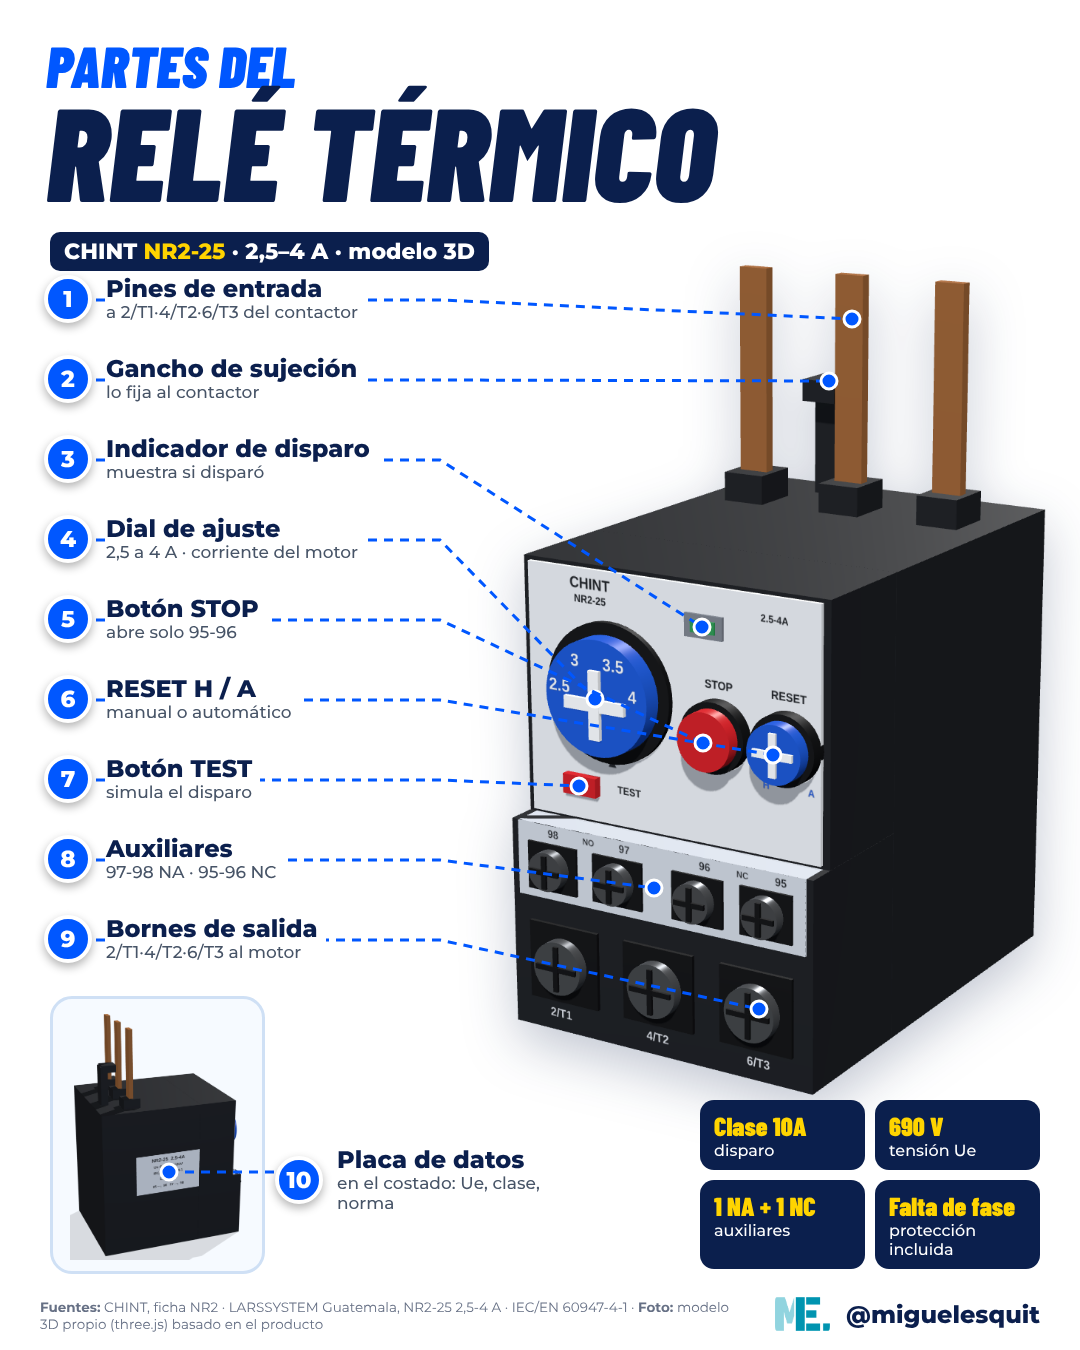 PARTES DEL
RELÉ TÉRMICO
CHINT NR2-25 · 2,5–4 A · modelo 3D
1 Pines de entrada
a 2/T1·4/T2·6/T3 del contactor
2 Gancho de sujeción
lo fija al contactor
3 Indicador de disparo
muestra si disparó
4 Dial de ajuste
2,5 a 4 A · corriente del motor
5 Botón STOP
abre solo 95-96
6 RESET H / A
manual o automático
7 Botón TEST
simula el disparo
8 Auxiliares
97-98 NA · 95-96 NC
9 Bornes de salida
2/T1·4/T2·6/T3 al motor
CHINT
NR2-25
2.5-4A
2.5 3 3.5 4
STOP
RESET
H A
TEST
98 NO 97 96 NC 95
2/T1
4/T2
6/T3
NR2-25 2.5-4A
10 Placa de datos
en el costado: Ue, clase,
norma
Clase 10A
disparo
690 V
tensión Ue
1 NA + 1 NC
auxiliares
Falta de fase
protección
incluida
Fuentes: CHINT, ficha NR2 · LARSSYSTEM Guatemala, NR2-25 2,5-4 A · IEC/EN 60947-4-1 · Foto: modelo
3D propio (three.js) basado en el producto
ME.
@miguelesquit